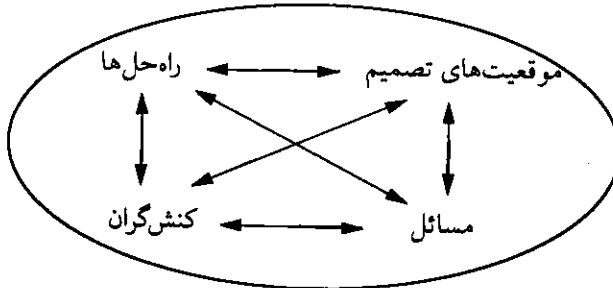 موقعیت‌های تصمیم
راه‌حل‌ها
مسائل
کنش‌گران